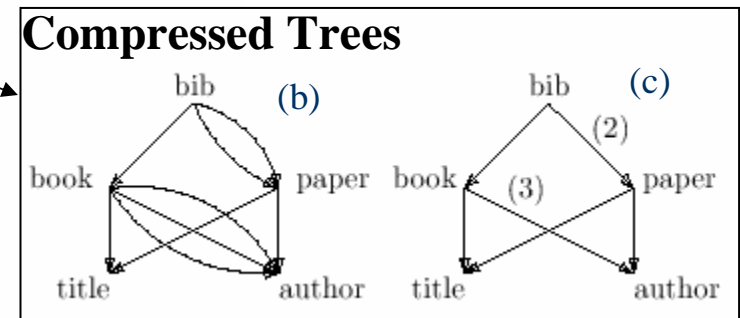 Compressed Trees
bib (b) bib (c)
(2)
book paper book (3) paper
title author title author